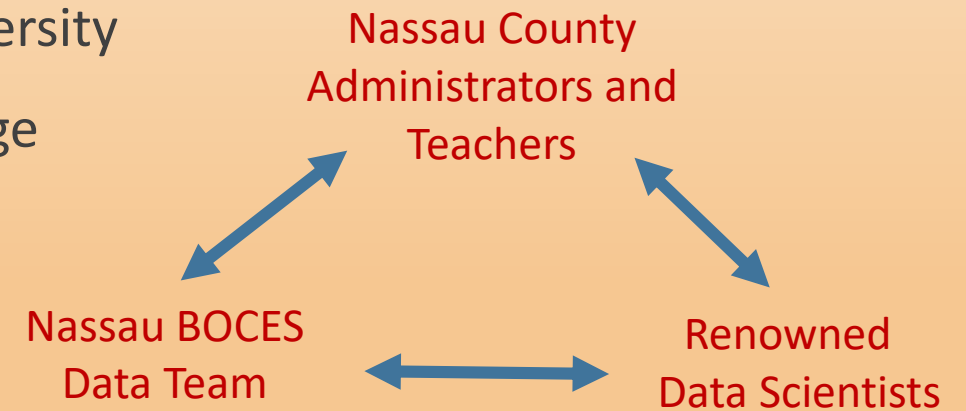 ersity
ge
Nassau County
Administrators and
Teachers
Nassau BOCES
Data Team
Renowned
Data Scientists